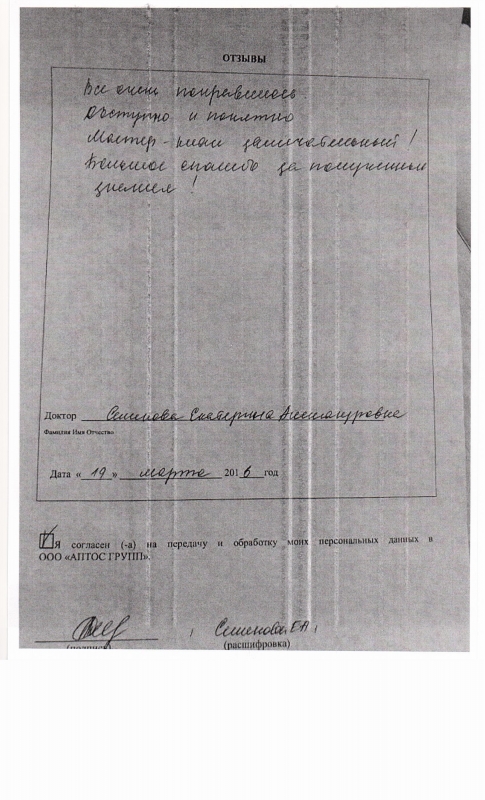 ОТЗЫВЫ
Все очень понравилось.
Доступно и понятно
Мастер-класс замечательный!
Большое спасибо за полученные
знания!
Доктор Семенова Екатерина Александровна
Фамилия Имя Отчество
Дата «19» марта 2016 год
Я согласен (-а) на передачу и обработку моих персональных данных в
ООО «АПТОС ГРУПП».
Семенова Е.А.
(подпись) (расшифровка)